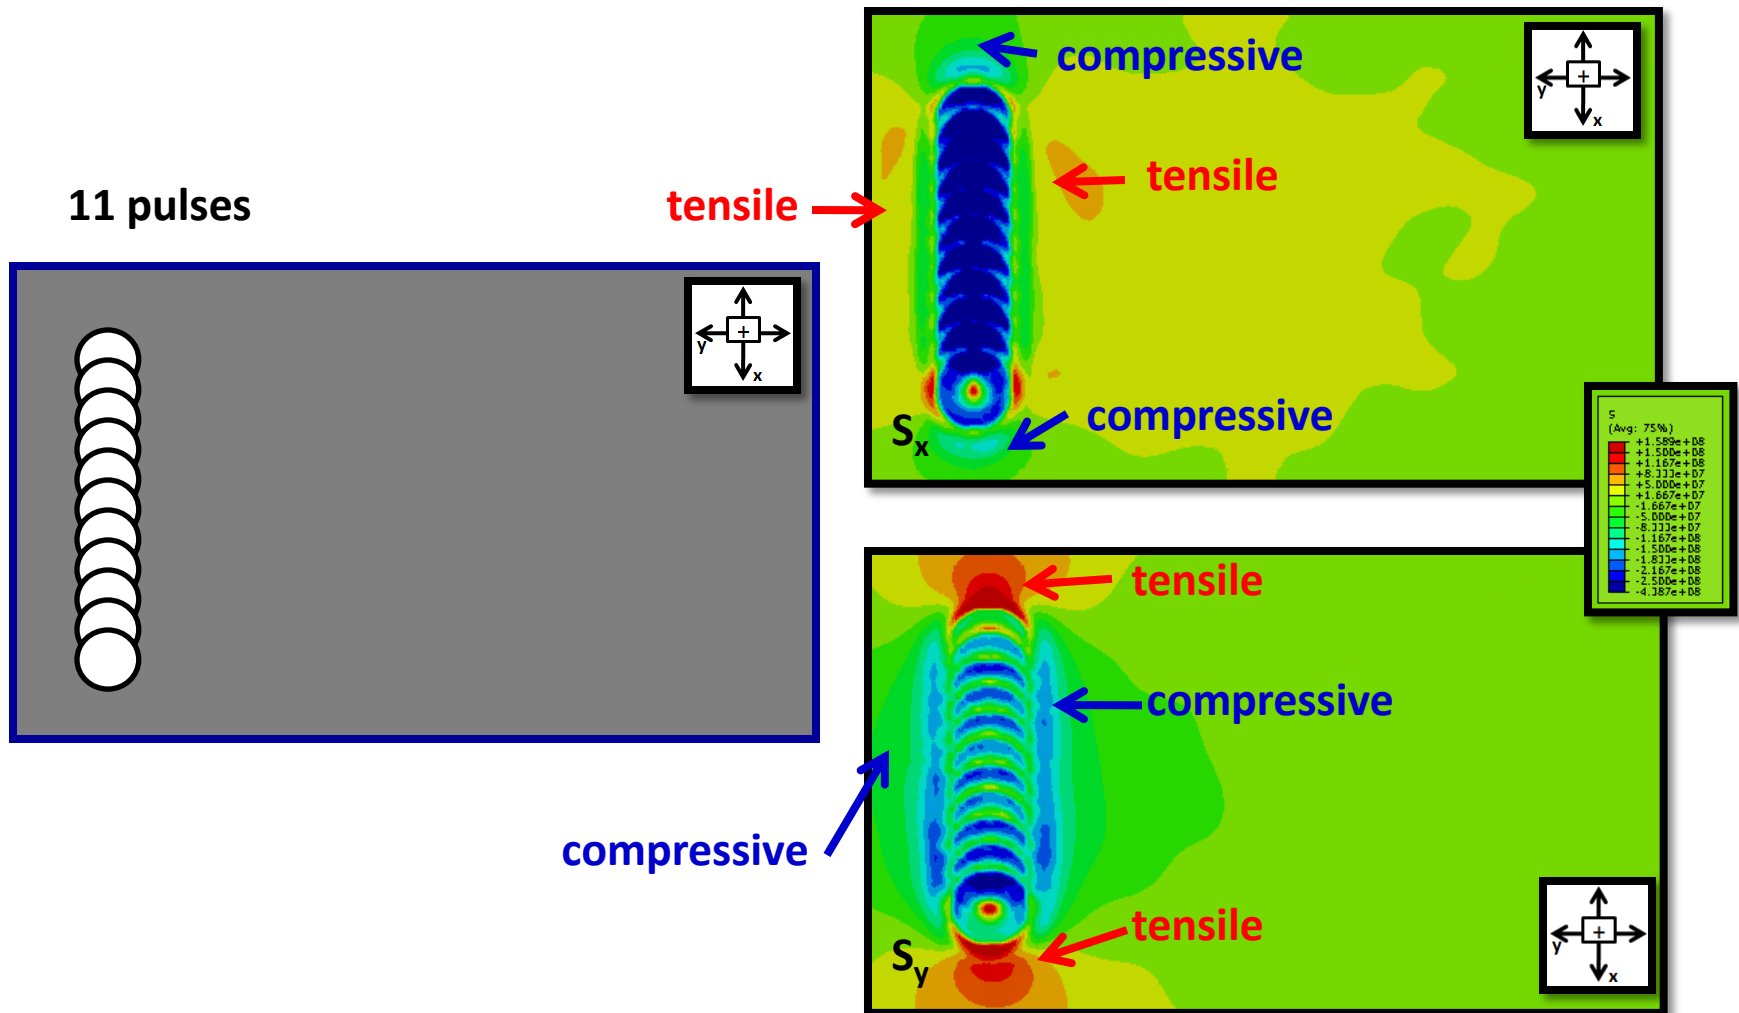 11 pulses
y
+
x
tensile
compressive
tensile
compressive
Sx
y
+
x
S
(Avg: 75%)
+1.589e+08
+1.500e+08
+1.167e+08
+8.333e+07
+5.000e+07
+1.667e+07
-1.667e+07
-5.000e+07
-8.333e+07
-1.167e+08
-1.500e+08
-1.833e+08
-2.167e+08
-2.500e+08
-4.387e+08
tensile
compressive
compressive
tensile
Sy
y
+
x